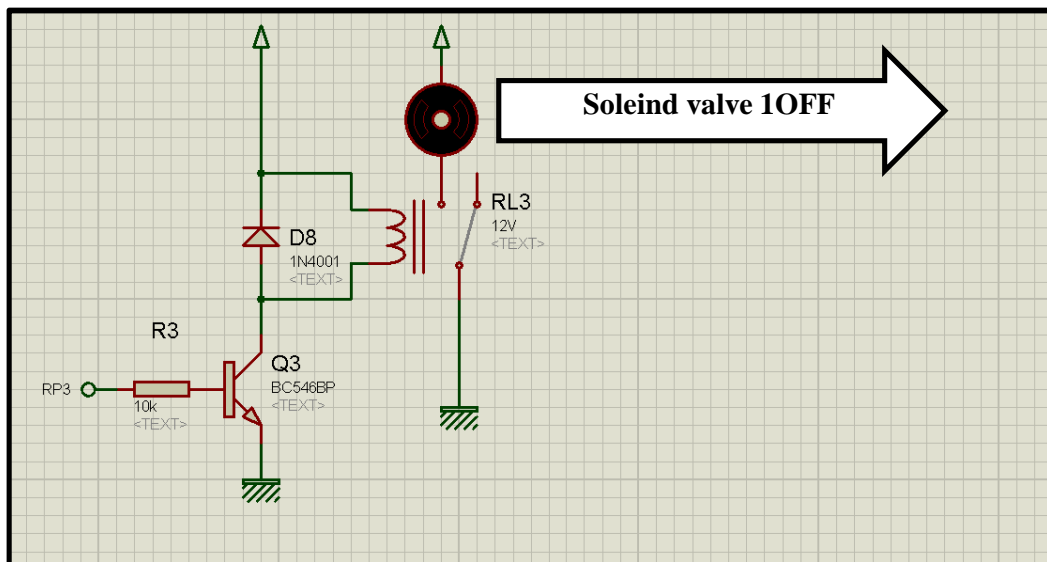 Soleind valve 1OFF
RL3
12V
<TEXT>
D8
1N4001
<TEXT>
R3
Q3
BC546BP
<TEXT>
RP3
10k
<TEXT>